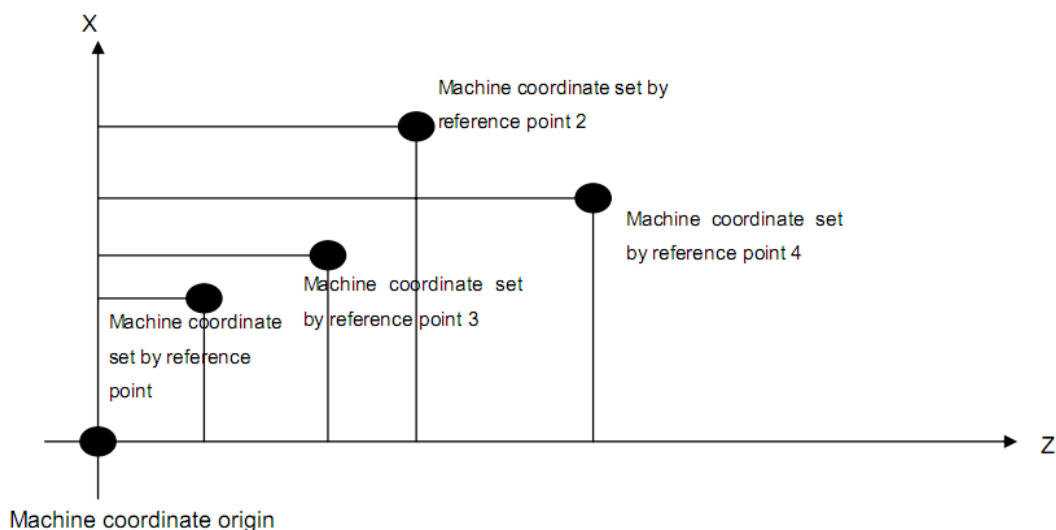 X
Machine coordinate set by
reference point 2
Machine coordinate set
by reference point 4
Machine coordinate set
by reference point 3
Machine coordinate
set by reference
point
Z
Machine coordinate origin